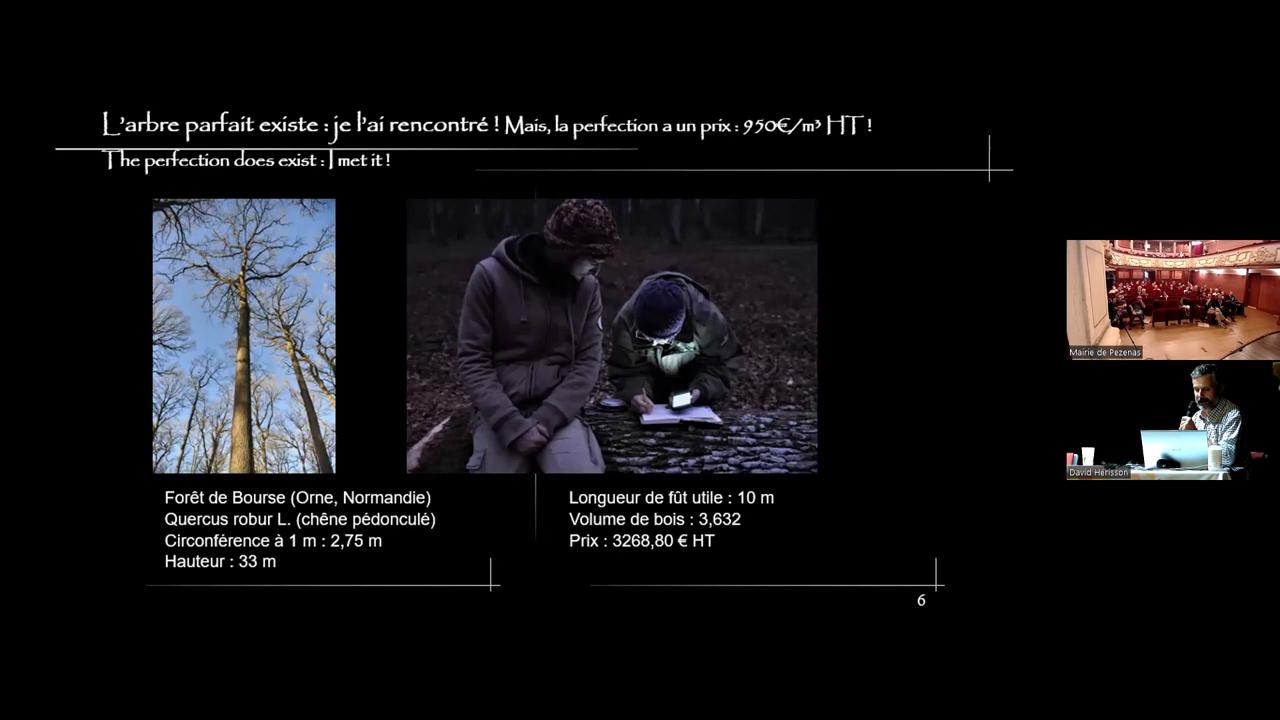 L'arbre parfait existe : je l'ai rencontré ! Mais, la perfection a un prix : 950€/m³ HT !
The perfection does exist : I met it !
Forêt de Bourse (Orne, Normandie)
Quercus robur L. (chêne pédonculé)
Circonférence à 1 m : 2,75 m
Hauteur : 33 m
Longueur de fût utile : 10 m
Volume de bois : 3,632
Prix : 3268,80 € HT
6
Mairie de Pezenas
David Herisson